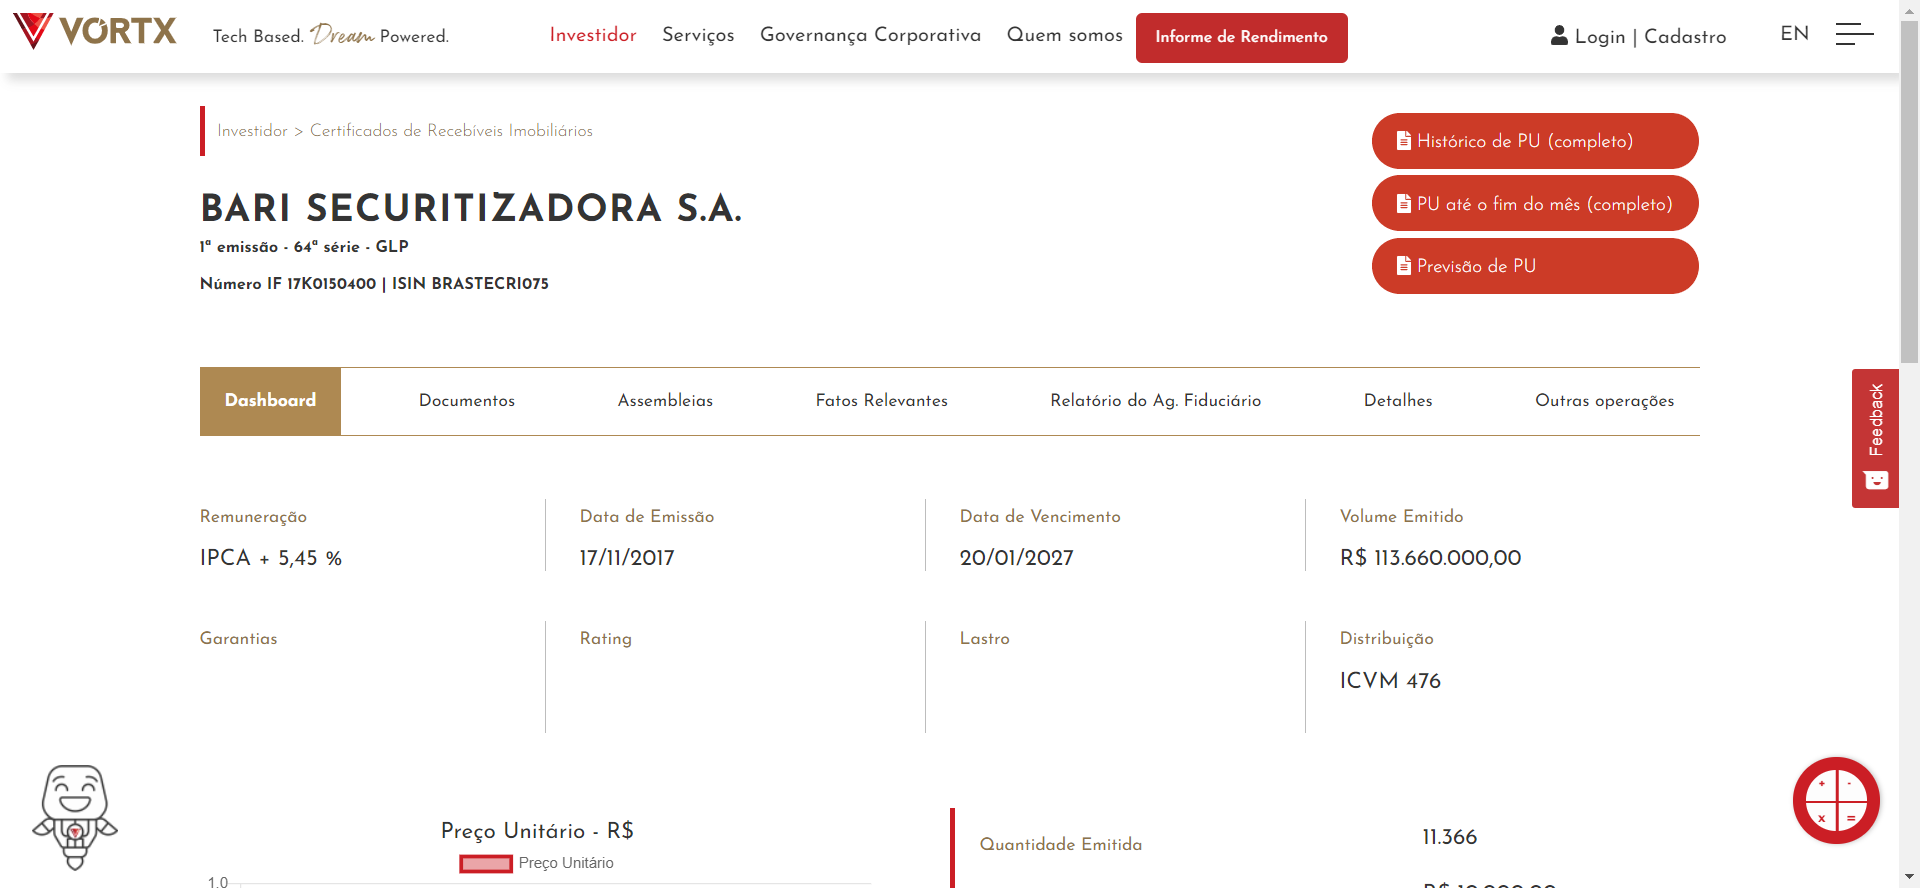 VÓRTX
Tech Based. Dream Powered.
Investidor
Serviços
Governança Corporativa
Quem somos
Informe de Rendimento
Login | Cadastro
EN
Investidor > Certificados de Recebíveis Imobiliários
Histórico de PU (completo)
PU até o fim do mês (completo)
Previsão de PU
BARI SECURITIZADORA S.A.
1ª emissão - 64ª série - GLP
Número IF 17K0150400 | ISIN BRASTECRI075
Dashboard
Documentos
Assembleias
Fatos Relevantes
Relatório do Ag. Fiduciário
Detalhes
Outras operações
Feedback
Remuneração
IPCA + 5,45 %
Data de Emissão
17/11/2017
Data de Vencimento
20/01/2027
Volume Emitido
R$ 113.660.000,00
Garantias
Rating
Lastro
Distribuição
ICVM 476
+ -
x =
Preço Unitário - R$
Preço Unitário
1.0
Quantidade Emitida
11.366